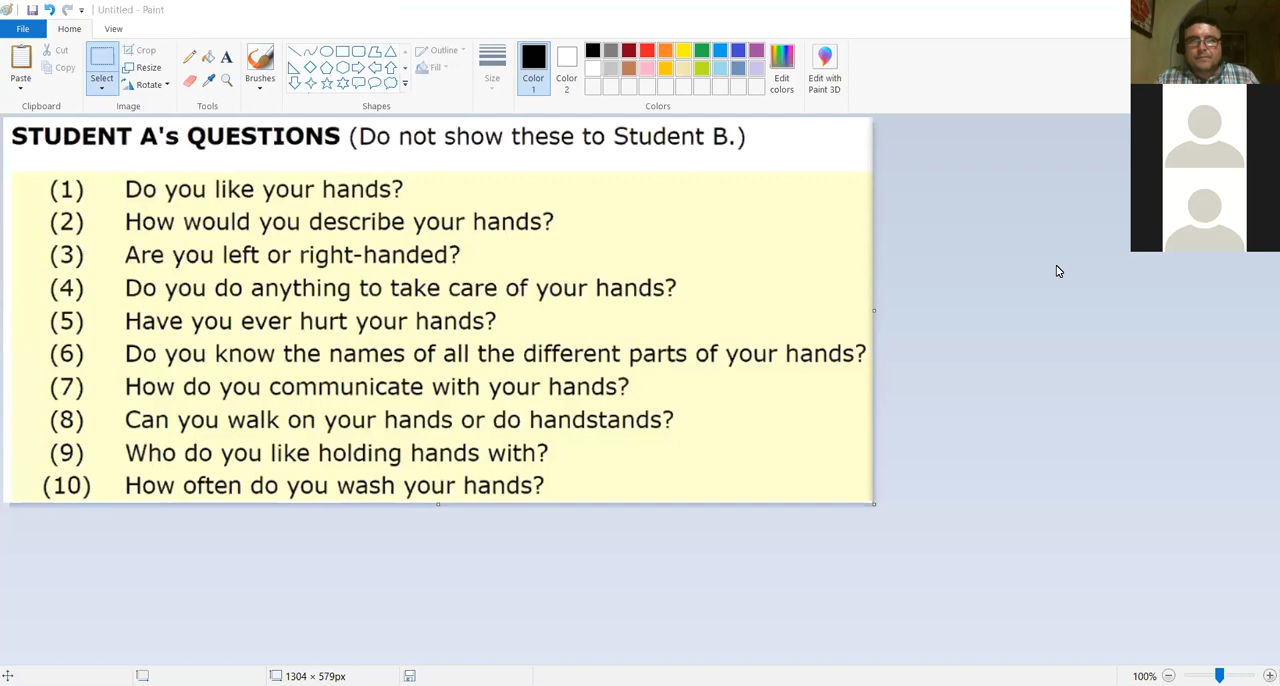 Untitled - Paint
File
Home
View
Paste
Cut
Copy
Clipboard
Select
Crop
Resize
Rotate
Image
Tools
Brushes
Shapes
Outline
Fill
Size
Color 1
Color 2
Edit colors
Colors
Edit with Paint 3D
STUDENT A's QUESTIONS (Do not show these to Student B.)
(1) Do you like your hands?
(2) How would you describe your hands?
(3) Are you left or right-handed?
(4) Do you do anything to take care of your hands?
(5) Have you ever hurt your hands?
(6) Do you know the names of all the different parts of your hands?
(7) How do you communicate with your hands?
(8) Can you walk on your hands or do handstands?
(9) Who do you like holding hands with?
(10) How often do you wash your hands?
1304 × 579px
100%